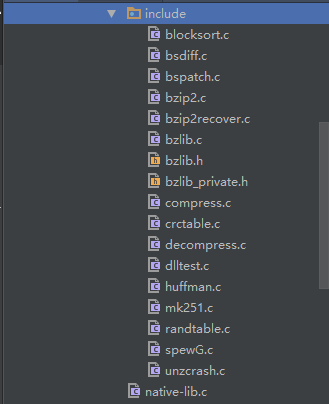 include
blocksort.c
bsdiff.c
bspatch.c
bzip2.c
bzip2recover.c
bzlib.c
bzlib.h
bzlib_private.h
compress.c
crctable.c
decompress.c
dlltest.c
huffman.c
mk251.c
randtable.c
spewG.c
unzcrash.c
native-lib.c